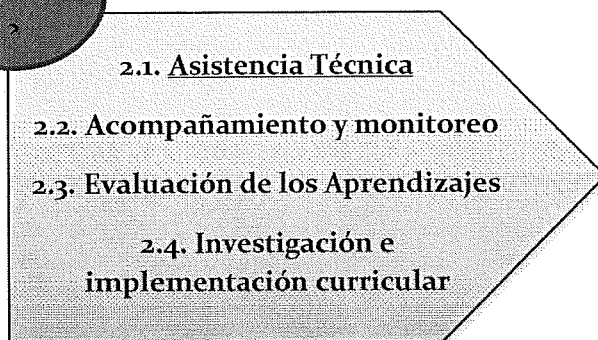 2
2.1. Asistencia Técnica
2.2. Acompañamiento y monitoreo
2.3. Evaluación de los Aprendizajes
2.4. Investigación e
implementación curricular